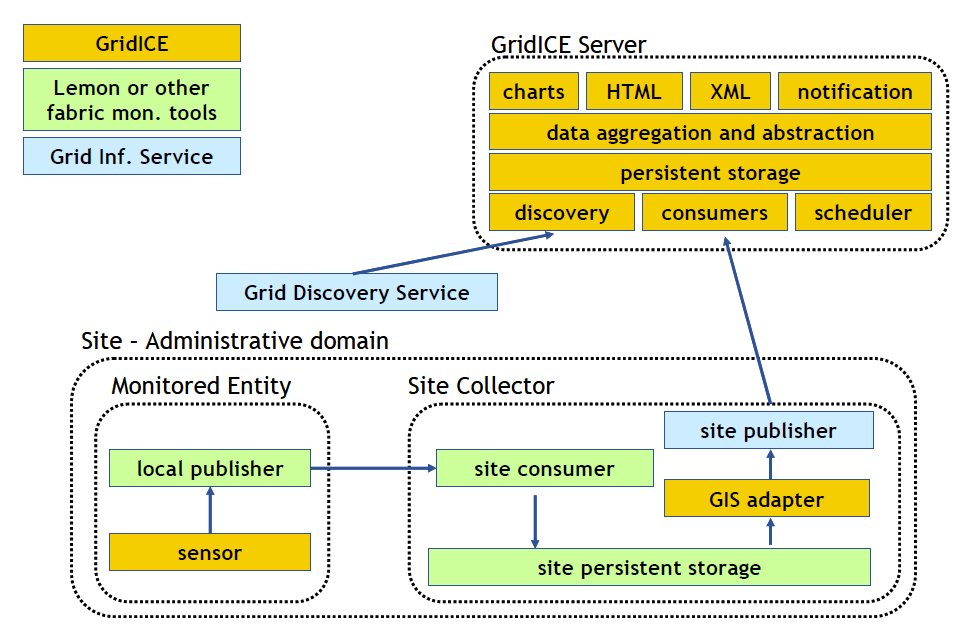 GridICE
Lemon or other
fabric mon. tools
Grid Inf. Service
GridICE Server
charts
HTML
XML
notification
data aggregation and abstraction
persistent storage
discovery
consumers
scheduler
Grid Discovery Service
Site - Administrative domain
Monitored Entity
Site Collector
local publisher
sensor
site consumer
site publisher
GIS adapter
site persistent storage